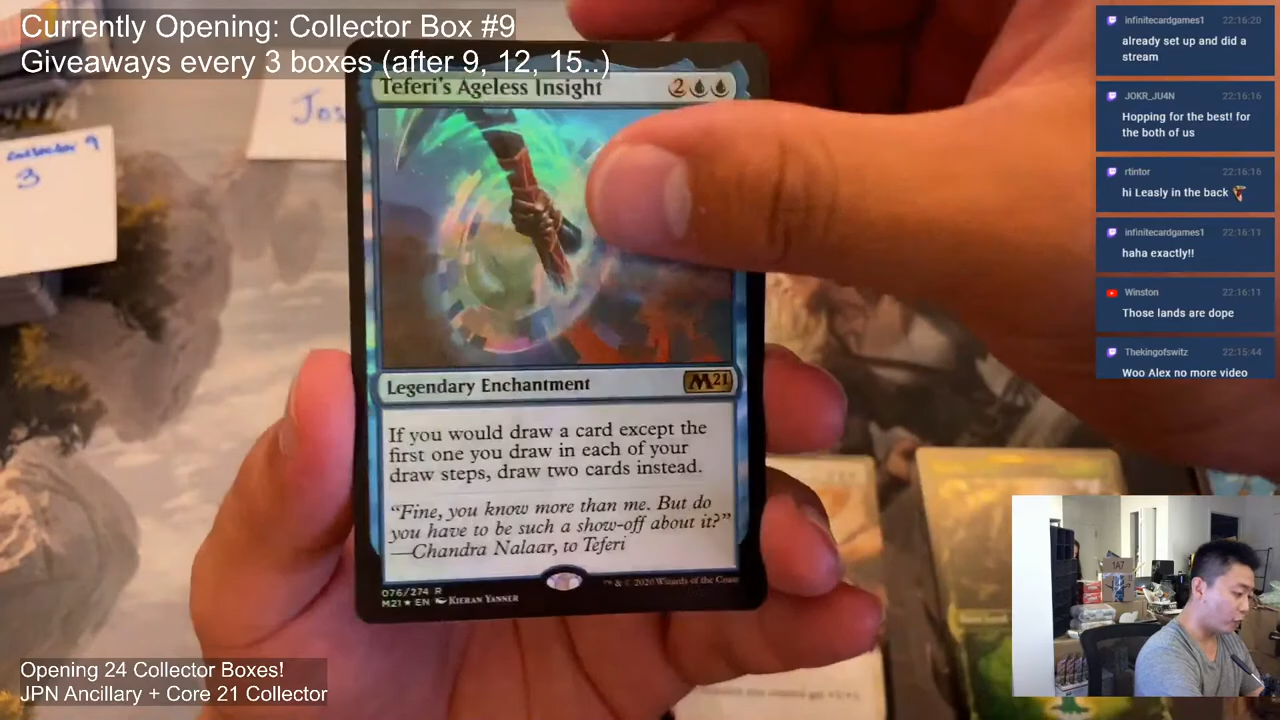 Currently Opening: Collector Box #9
Giveaways every 3 boxes (after 9, 12, 15..)
Jos
Collector 9
3
Teferi's Ageless Insight 2
Legendary Enchantment M21
If you would draw a card except the
first one you draw in each of your
draw steps, draw two cards instead.
“Fine, you know more than me. But do
you have to be such a show-off about it?”
—Chandra Nalaar, to Teferi
076/274 R
M21 ★ EN Kieran Yanner
™ & © 2020 Wizards of the Coast
Opening 24 Collector Boxes!
JPN Ancillary + Core 21 Collector
infinitecardgames1 22:16:20
already set up and did a
stream
JOKR_JU4N 22:16:16
Hopping for the best! for
the both of us
rtintor 22:16:16
hi Leasly in the back
infinitecardgames1 22:16:11
haha exactly!!
Winston 22:16:11
Those lands are dope
Thekingofswitz 22:15:44
Woo Alex no more video
1A7